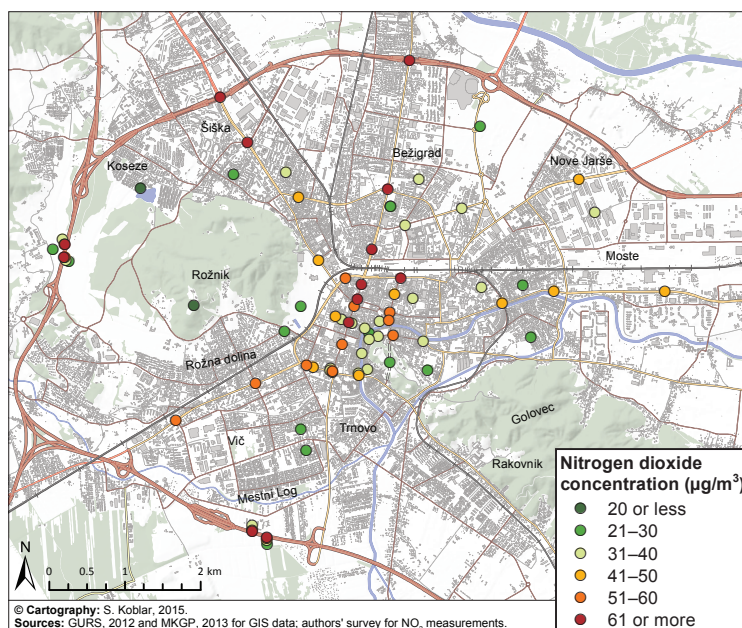 Šiška
Bežigrad
Koseze
Nove Jarše
Moste
Rožnik
Rožna dolina
Golovec
Trnovo
Vič
Rakovnik
Mestni Log
Nitrogen dioxide
concentration (µg/m³)
20 or less
21–30
31–40
41–50
51–60
61 or more
N
0 0.5 1 2 km
© Cartography: S. Koblar, 2015.
Sources: GURS, 2012 and MKGP, 2013 for GIS data; authors' survey for NO₂ measurements.